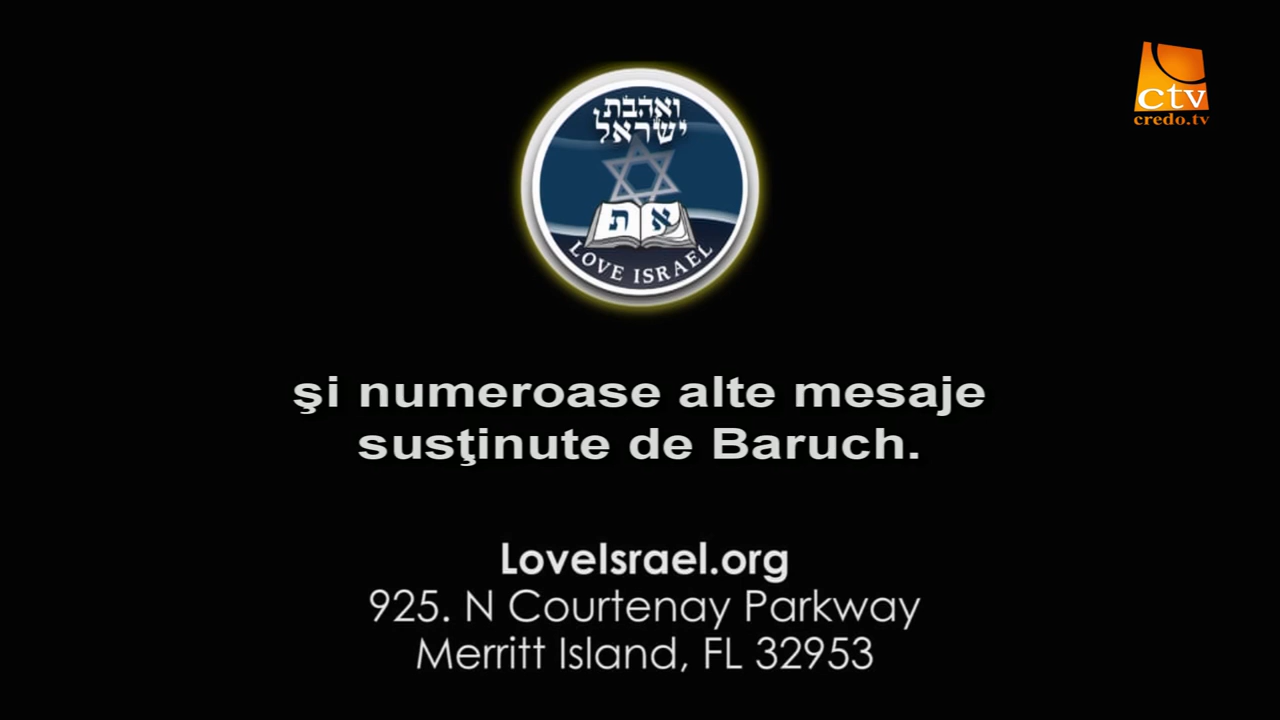 ctv
credo.tv
ואהבת
ישראל
ת א
LOVE ISRAEL
şi numeroase alte mesaje
susţinute de Baruch.
LoveIsrael.org
925. N Courtenay Parkway
Merritt Island, FL 32953